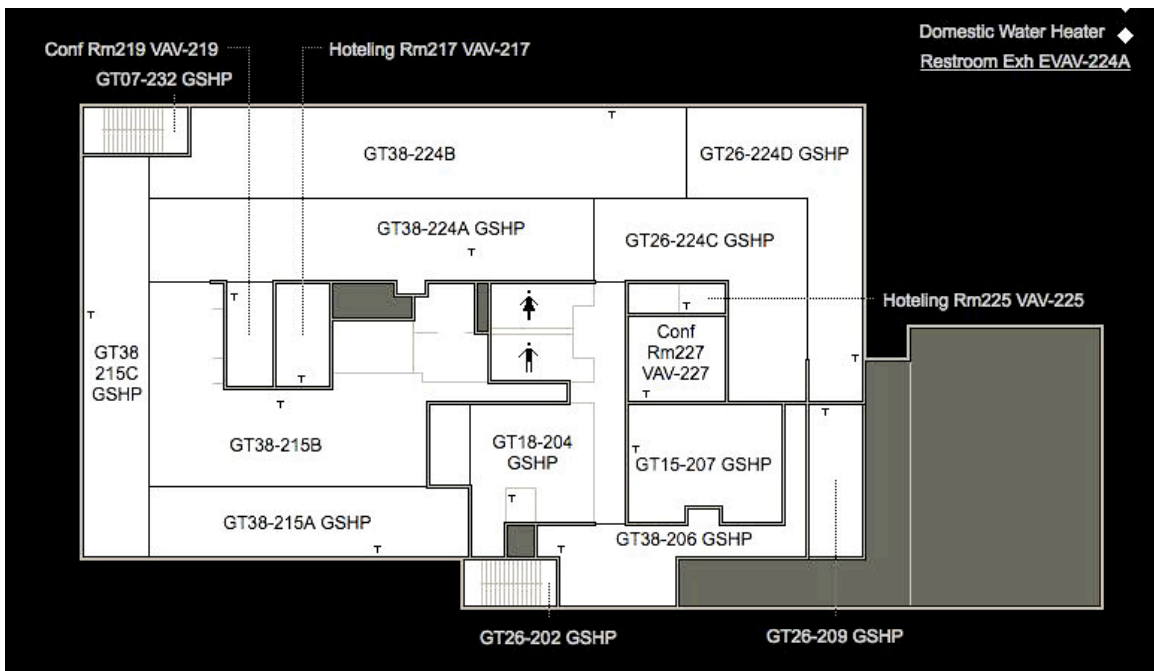 Domestic Water Heater
Restroom Exh EVAV-224A
Conf Rm219 VAV-219
Hoteling Rm217 VAV-217
GT07-232 GSHP
T
GT38-224B
GT26-224D GSHP
GT38-224A GSHP
T
GT26-224C GSHP
T
T
Hoteling Rm225 VAV-225
T
Conf
Rm227
VAV-227
GT38
215C
GSHP
T
T
T
T
T
GT38-215B
GT18-204
GSHP
T
GT15-207 GSHP
T
GT38-215A GSHP
T
T
GT38-206 GSHP
GT26-202 GSHP
GT26-209 GSHP